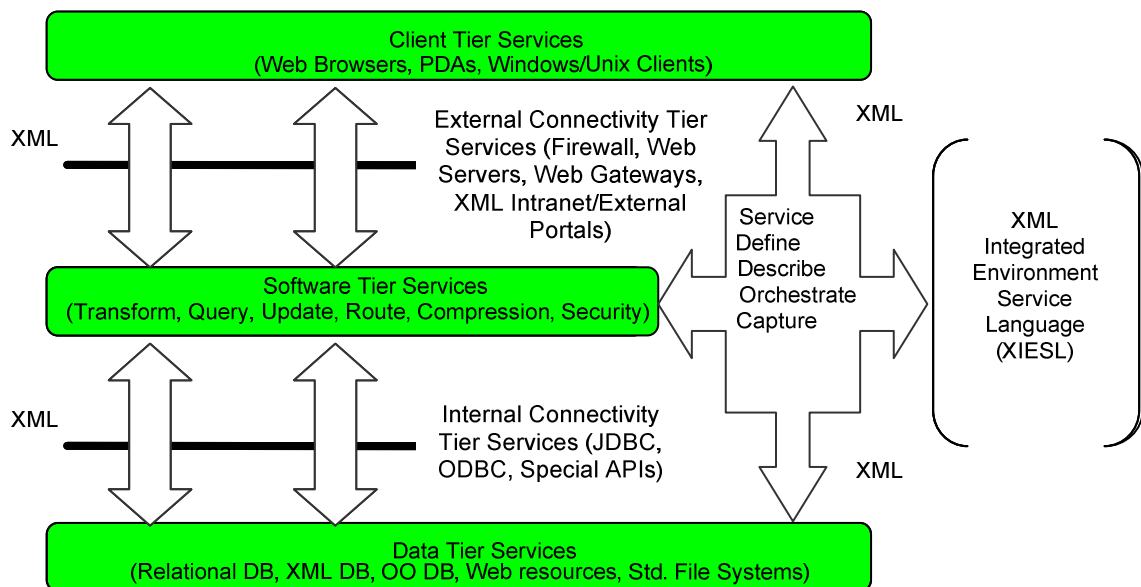 Client Tier Services
(Web Browsers, PDAs, Windows/Unix Clients)
XML
External Connectivity Tier
Services (Firewall, Web
Servers, Web Gateways,
XML Intranet/External
Portals)
XML
Service
Define
Describe
Orchestrate
Capture
XML
Integrated
Environment
Service
Language
(XIESL)
Software Tier Services
(Transform, Query, Update, Route, Compression, Security)
XML
Internal Connectivity
Tier Services (JDBC,
ODBC, Special APIs)
XML
Data Tier Services
(Relational DB, XML DB, OO DB, Web resources, Std. File Systems)